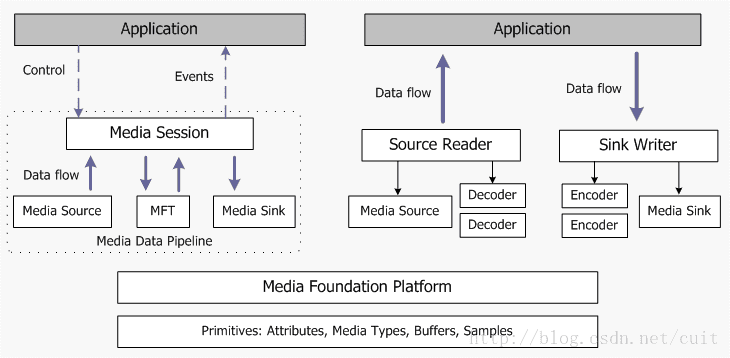 Application
Control
Events
Media Session
Data flow
Media Source
MFT
Media Sink
Media Data Pipeline
Application
Data flow
Data flow
Source Reader
Sink Writer
Media Source
Decoder
Decoder
Encoder
Encoder
Media Sink
Media Foundation Platform
Primitives: Attributes, Media Types, Buffers, Samples
http://blog.csdn.net/cuit